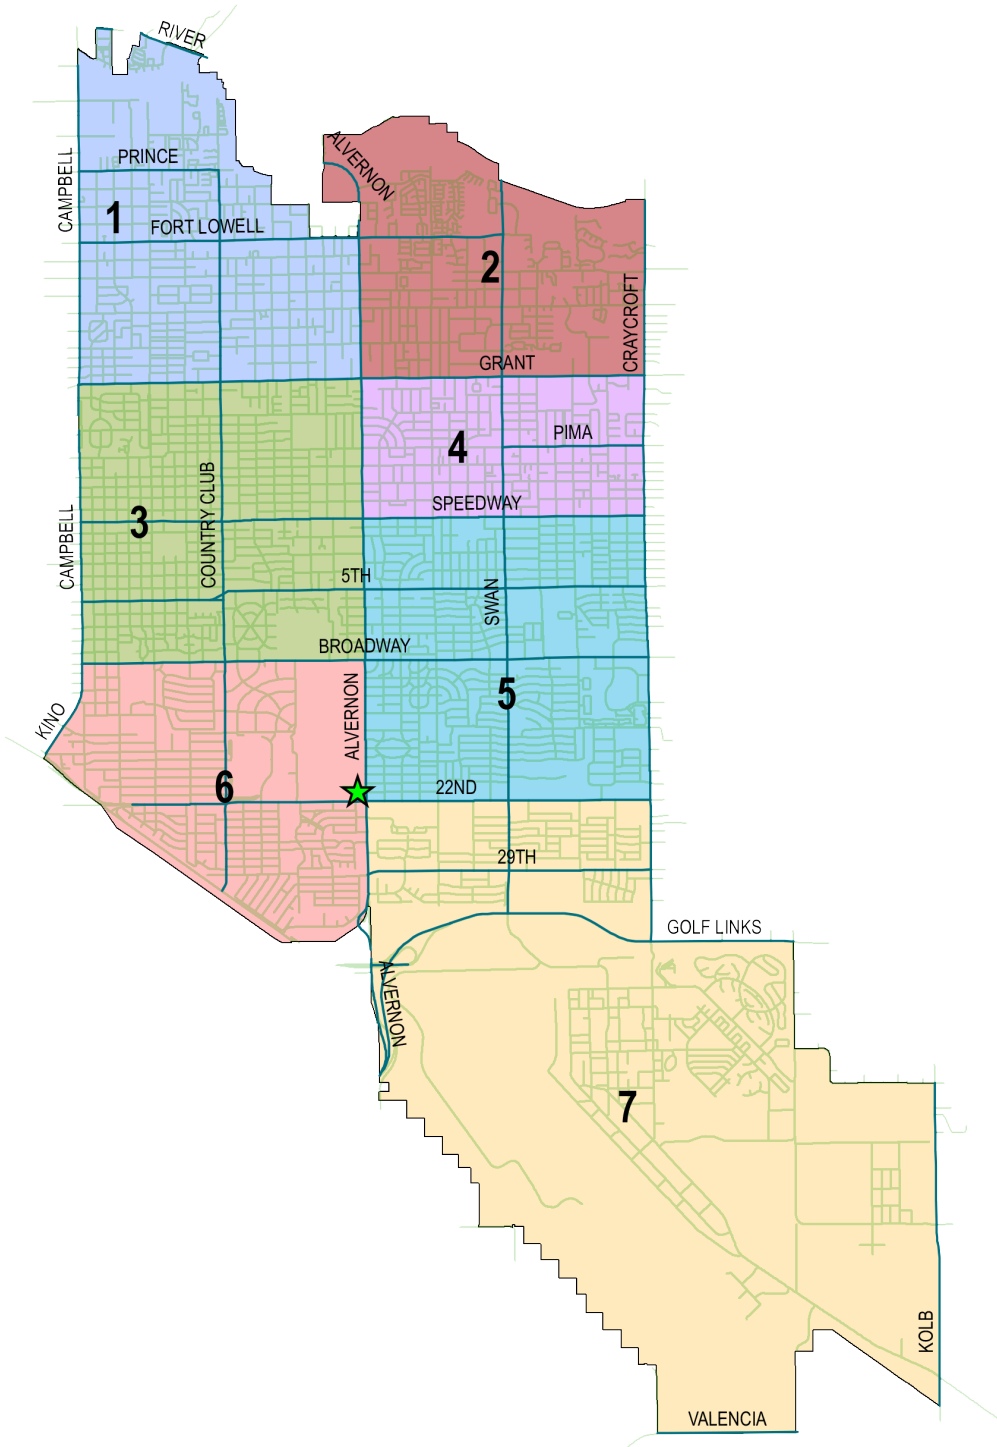 RIVER
ALVERNON
PRINCE
CAMPBELL
1
FORT LOWELL
2
CRAYCROFT
GRANT
PIMA
4
COUNTRY CLUB
SPEEDWAY
3
CAMPBELL
5TH
SWAN
BROADWAY
5
ALVERNON
KINO
6
22ND
29TH
GOLF LINKS
ALVERNON
7
KOLB
VALENCIA